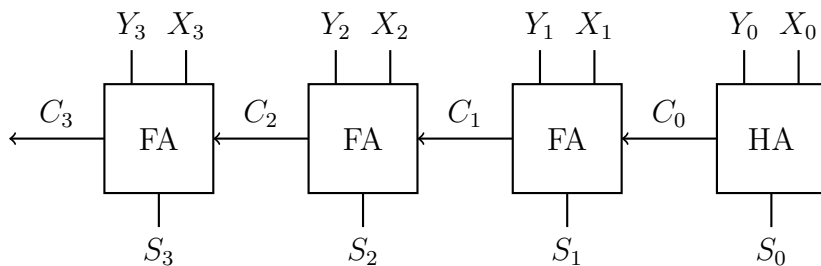 Y₃ X₃ Y₂ X₂ Y₁ X₁ Y₀ X₀
C₃ FA C₂ FA C₁ FA C₀ HA
S₃ S₂ S₁ S₀